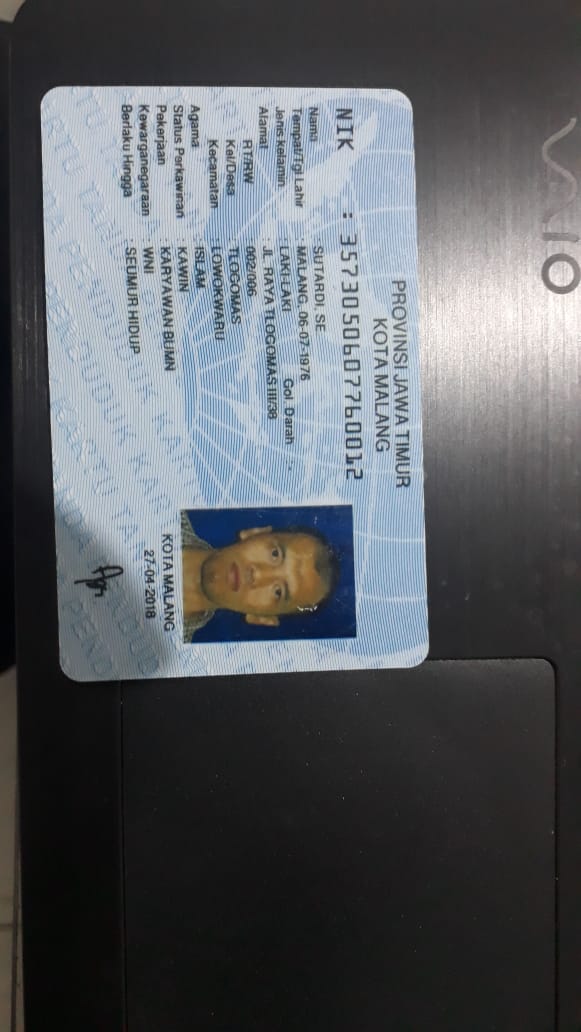 VAIO
PROVINSI JAWA TIMUR
KOTA MALANG
NIK : 3573050607760012
Nama : SUTARDI, SE
Tempat/Tgl Lahir : MALANG, 06-07-1976
Jenis kelamin : LAKI-LAKI Gol. Darah : -
Alamat : JL. RAYA TLOGOMAS III/38
RT/RW : 002/006
Kel/Desa : TLOGOMAS
Kecamatan : LOWOKWARU
Agama : ISLAM
Status Perkawinan : KAWIN
Pekerjaan : KARYAWAN BUMN
Kewarganegaraan : WNI
Berlaku Hingga : SEUMUR HIDUP
KOTA MALANG
27-04-2018